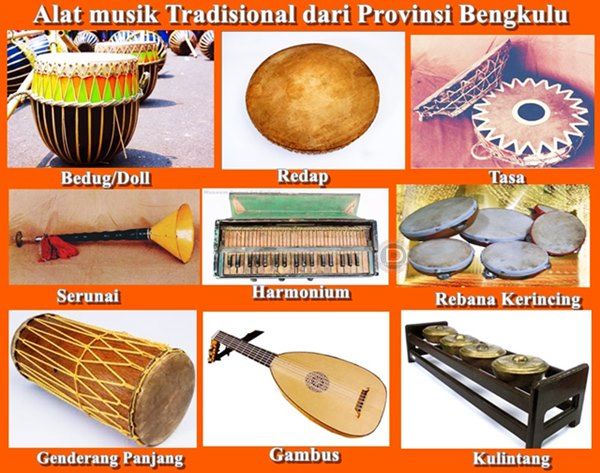 Alat musik Tradisional dari Provinsi Bengkulu
Bedug/Doll
Redap
Tasa
Serunai
Harmonium
Rebana Kerincing
Genderang Panjang
Gambus
Kulintang